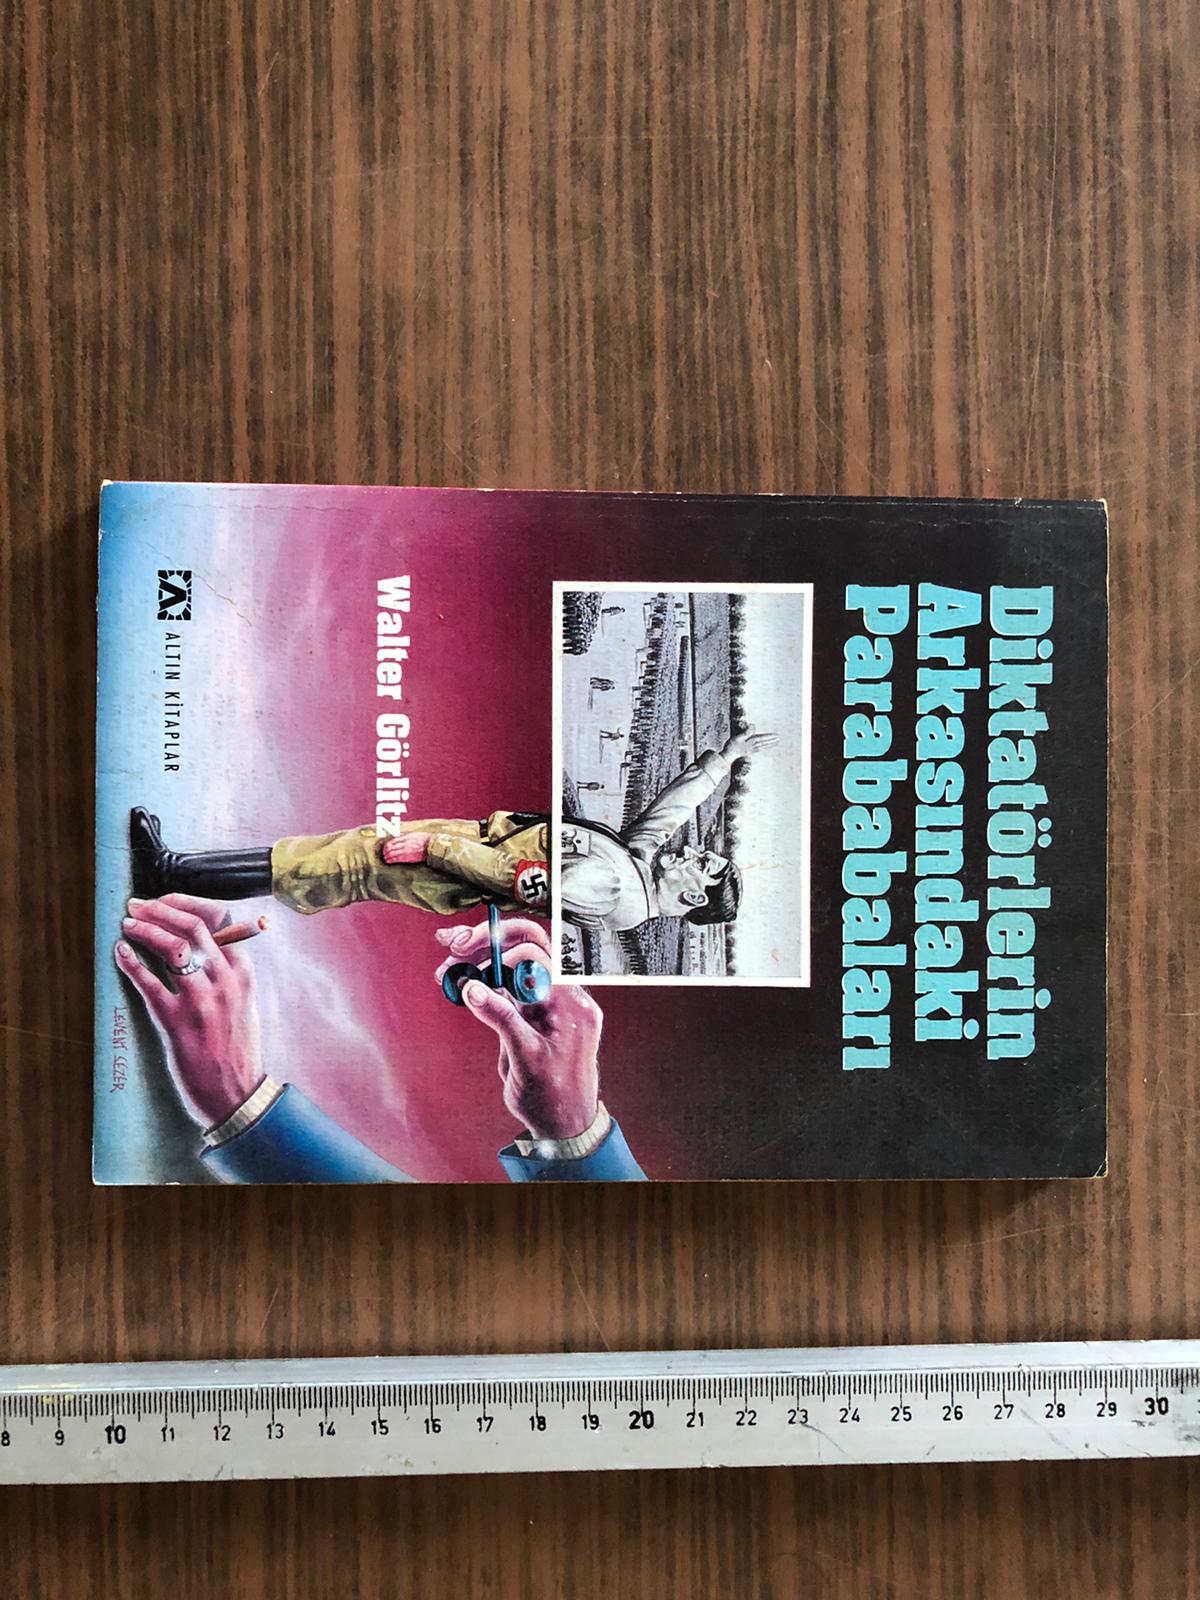 Diktatörlerin
Arkasındaki
Parababaları
Walter Görlitz
ALTIN KİTAPLAR
LEVENT SEZER
8 9 10 11 12 13 14 15 16 17 18 19 20 21 22 23 24 25 26 27 28 29 30